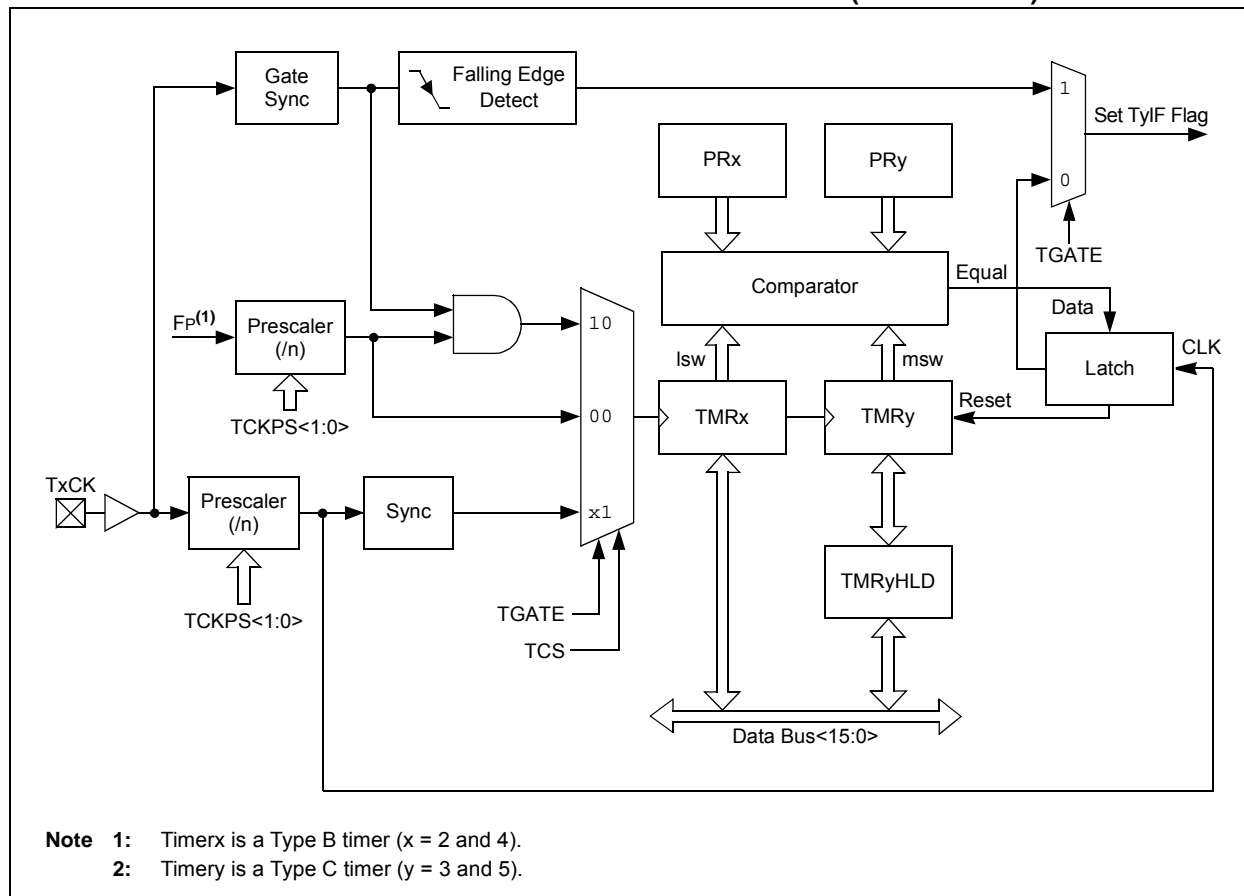 Gate
Sync
Falling Edge
Detect
1
Set TyIF Flag
0
TGATE
PRx
PRy
Comparator
Equal
Data
Latch
CLK
Reset
FP(1)
Prescaler
(/n)
TCKPS<1:0>
10
00
x1
lsw
msw
TMRx
TMRy
TxCK
Prescaler
(/n)
Sync
TCKPS<1:0>
TGATE
TCS
TMRyHLD
Data Bus<15:0>
Note 1: Timerx is a Type B timer (x = 2 and 4).
2: Timery is a Type C timer (y = 3 and 5).